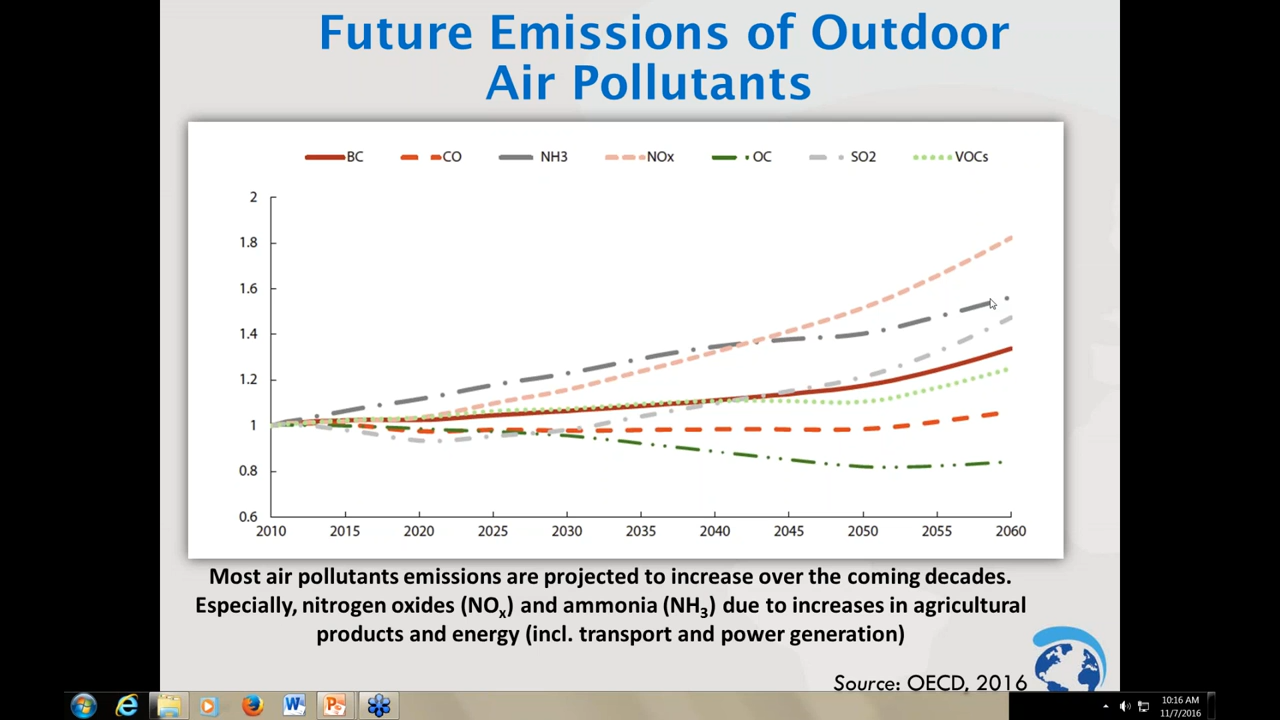 Future Emissions of Outdoor
Air Pollutants
BC CO NH3 NOx OC SO2 VOCs
2
1.8
1.6
1.4
1.2
1
0.8
0.6
2010 2015 2020 2025 2030 2035 2040 2045 2050 2055 2060
Most air pollutants emissions are projected to increase over the coming decades.
Especially, nitrogen oxides (NOx) and ammonia (NH3) due to increases in agricultural
products and energy (incl. transport and power generation)
Source: OECD, 2016
10:16 AM
11/7/2016